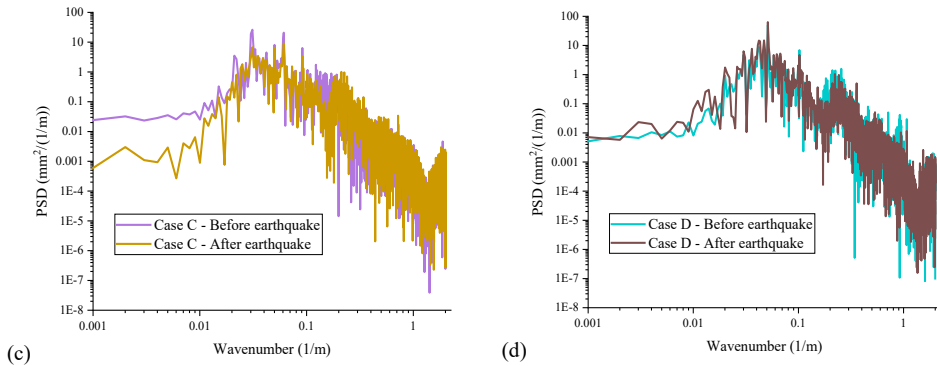 100
10
1
0.1
0.01
0.001
1E-4
1E-5
1E-6
1E-7
1E-8
PSD (mm²/(1/m))
Case C - Before earthquake
Case C - After earthquake
0.001
0.01
0.1
1
Wavenumber (1/m)
(c)
100
10
1
0.1
0.01
0.001
1E-4
1E-5
1E-6
1E-7
1E-8
PSD (mm²/(1/m))
Case D - Before earthquake
Case D - After earthquake
0.001
0.01
0.1
1
Wavenumber (1/m)
(d)